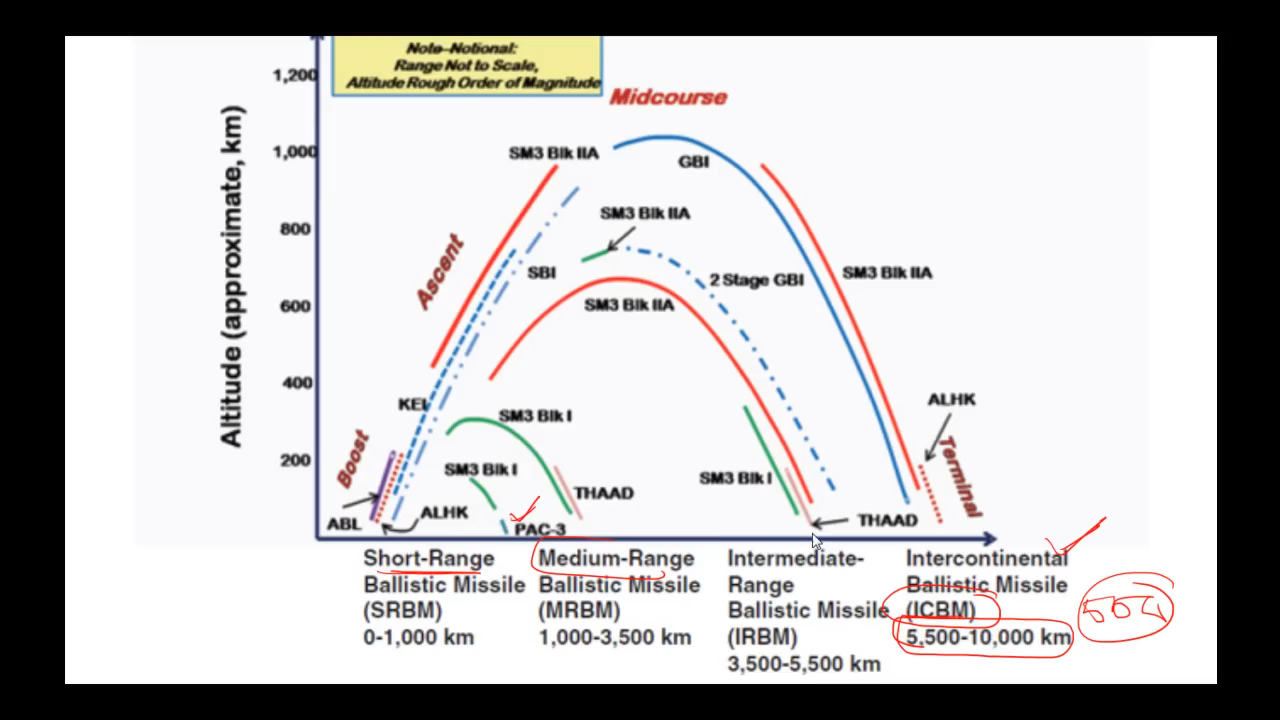 Note–Notional:
Range Not to Scale,
Altitude Rough Order of Magnitude
Midcourse
1,200
1,000
800
600
400
200
Altitude (approximate, km)
SM3 Blk IIA
GBI
SM3 Blk IIA
Ascent
SBI
2 Stage GBI
SM3 Blk IIA
SM3 Blk IIA
KEI
SM3 Blk I
ALHK
Boost
SM3 Blk I
THAAD
SM3 Blk I
Terminal
ABL
ALHK
PAC-3
THAAD
Short-Range
Ballistic Missile
(SRBM)
0-1,000 km
Medium-Range
Ballistic Missile
(MRBM)
1,000-3,500 km
Intermediate-
Range
Ballistic Missile
(IRBM)
3,500-5,500 km
Intercontinental
Ballistic Missile
(ICBM)
5,500-10,000 km